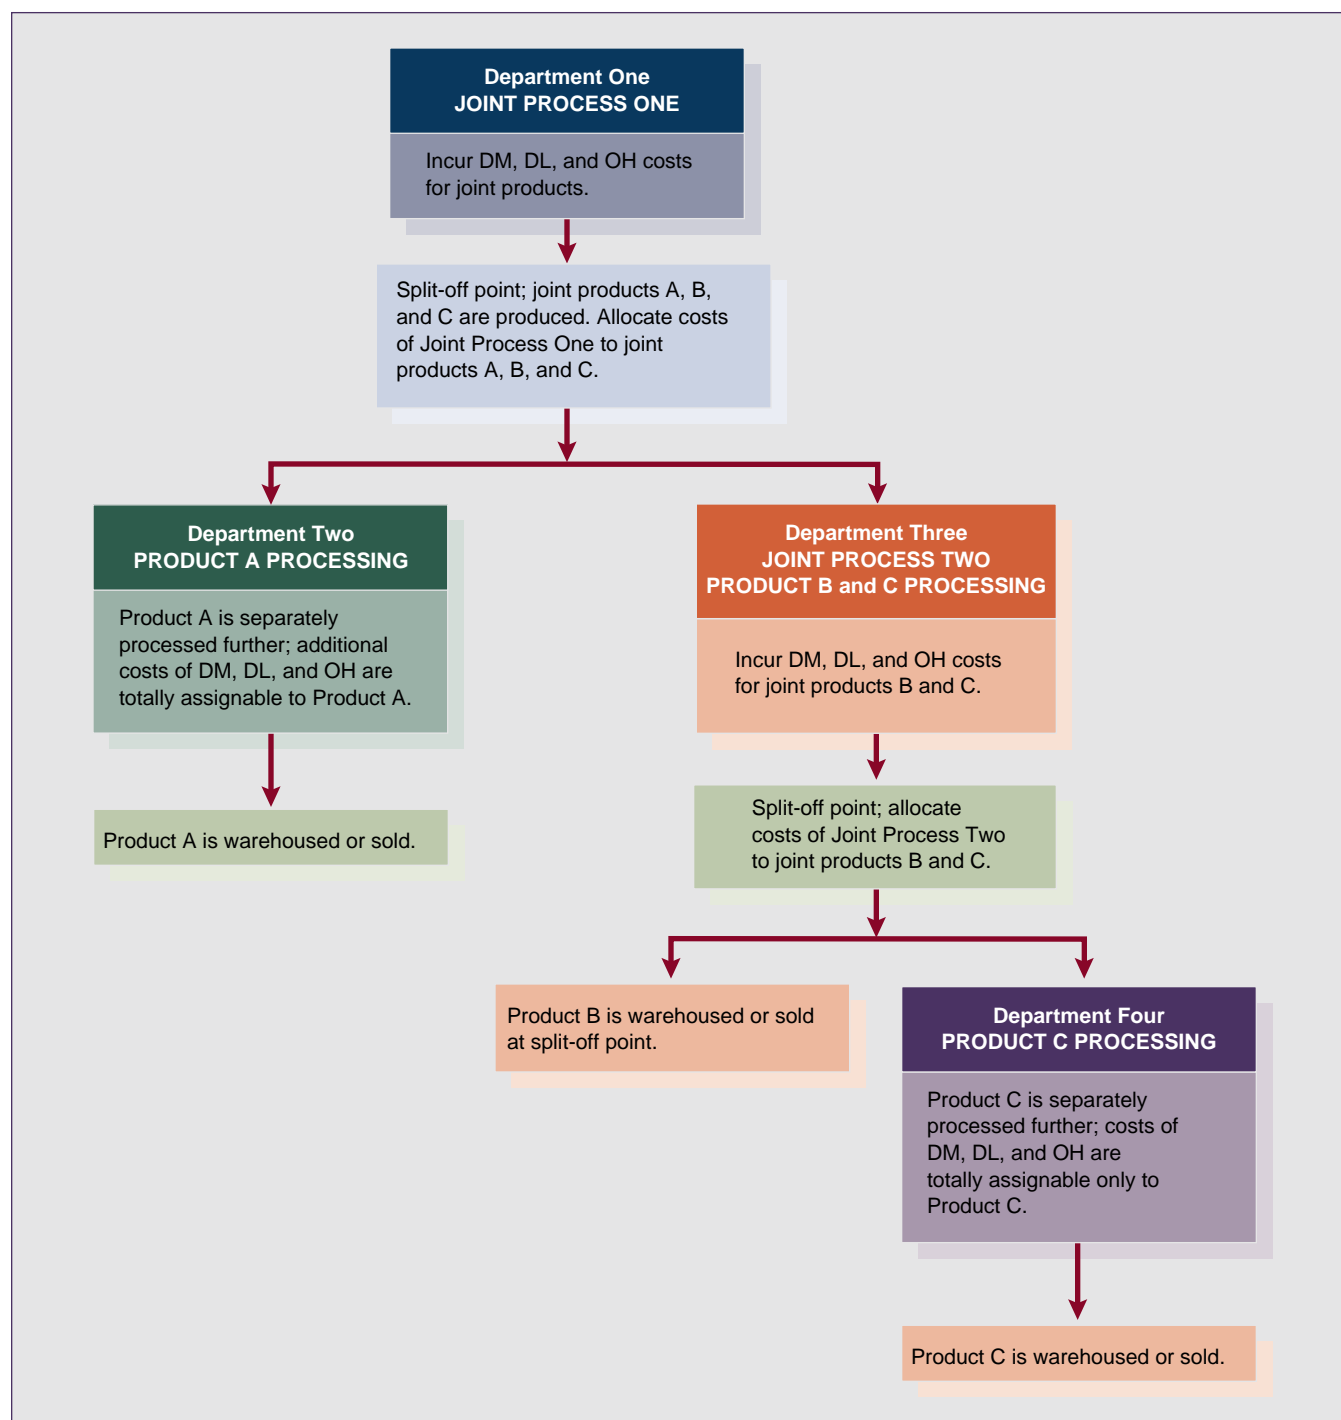 Department One
JOINT PROCESS ONE
Incur DM, DL, and OH costs
for joint products.
Split-off point; joint products A, B,
and C are produced. Allocate costs
of Joint Process One to joint
products A, B, and C.
Department Two
PRODUCT A PROCESSING
Product A is separately
processed further; additional
costs of DM, DL, and OH are
totally assignable to Product A.
Product A is warehoused or sold.
Department Three
JOINT PROCESS TWO
PRODUCT B and C PROCESSING
Incur DM, DL, and OH costs
for joint products B and C.
Split-off point; allocate
costs of Joint Process Two
to joint products B and C.
Product B is warehoused or sold
at split-off point.
Department Four
PRODUCT C PROCESSING
Product C is separately
processed further; costs of
DM, DL, and OH are
totally assignable only to
Product C.
Product C is warehoused or sold.